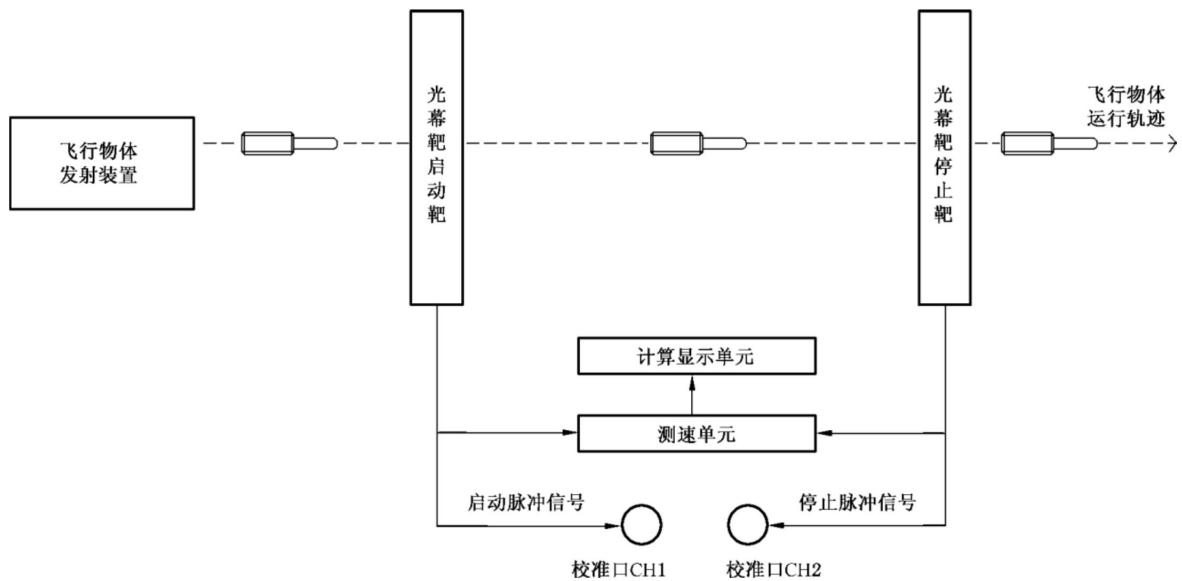 飞行物体
发射装置
光幕靶启动靶
光幕靶停止靶
飞行物体
运行轨迹
计算显示单元
测速单元
启动脉冲信号
停止脉冲信号
校准口CH1
校准口CH2